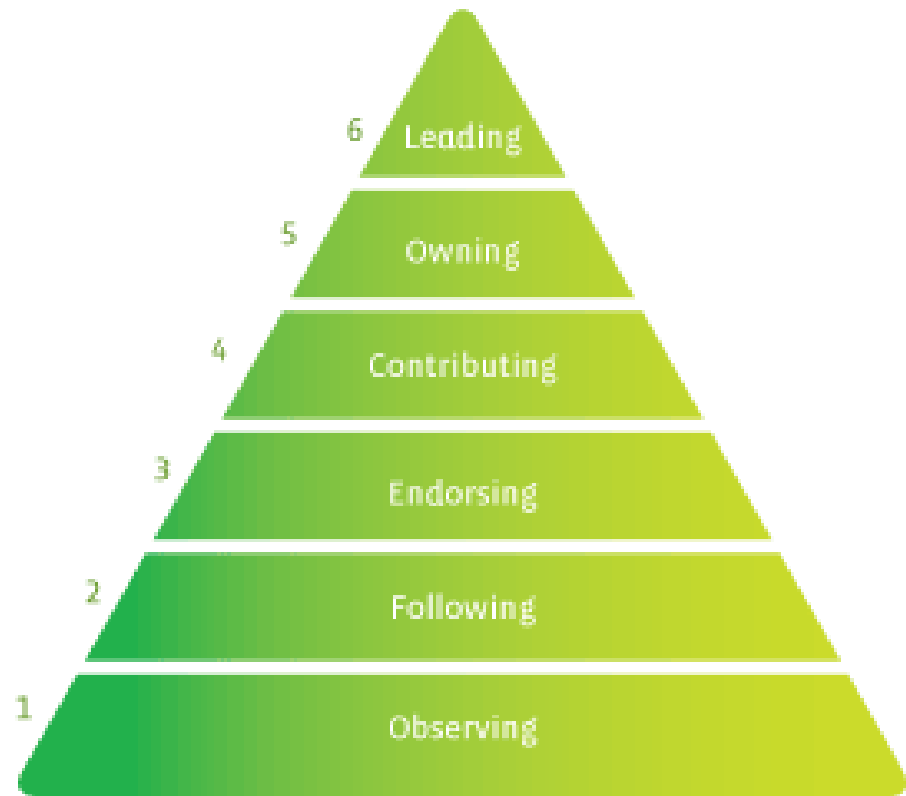 6 Leading
5 Owning
4 Contributing
3 Endorsing
2 Following
1 Observing